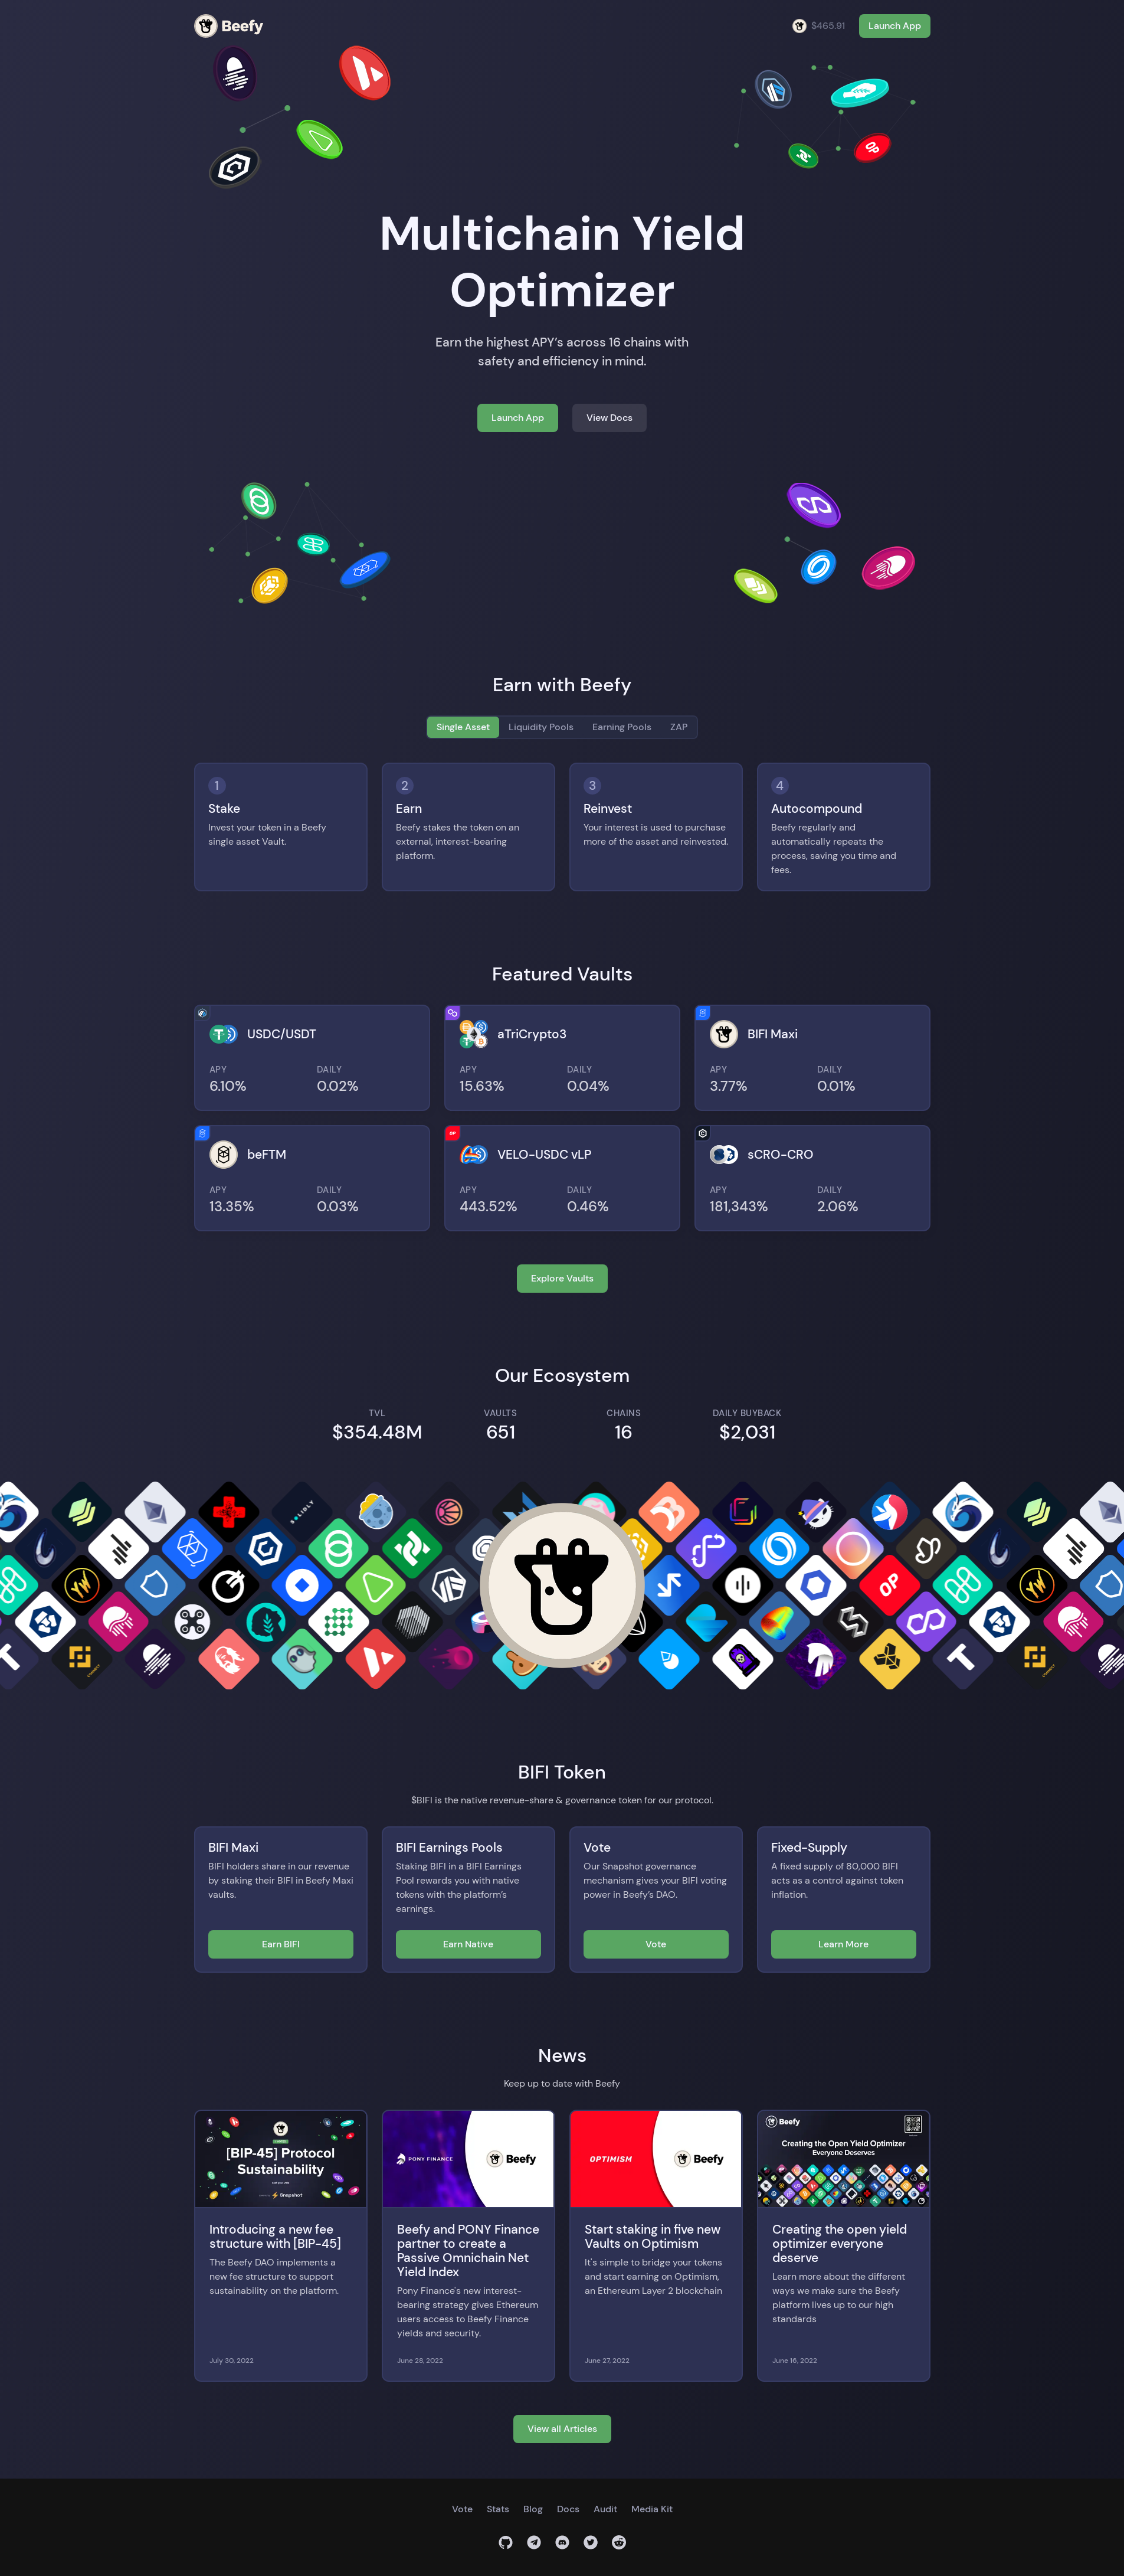 Beefy
$465.91
Launch App
Multichain Yield
Optimizer
Earn the highest APY’s across 16 chains with
safety and efficiency in mind.
Launch App
View Docs
Earn with Beefy
Single Asset
Liquidity Pools
Earning Pools
ZAP
1
Stake
Invest your token in a Beefy
single asset Vault.
2
Earn
Beefy stakes the token on an
external, interest-bearing
platform.
3
Reinvest
Your interest is used to purchase
more of the asset and reinvested.
4
Autocompound
Beefy regularly and
automatically repeats the
process, saving you time and
fees.
Featured Vaults
USDC/USDT
APY
DAILY
6.10%
0.02%
aTriCrypto3
APY
DAILY
15.63%
0.04%
BIFI Maxi
APY
DAILY
3.77%
0.01%
beFTM
APY
DAILY
13.35%
0.03%
VELO-USDC vLP
APY
DAILY
443.52%
0.46%
sCRO-CRO
APY
DAILY
181,343%
2.06%
Explore Vaults
Our Ecosystem
TVL
$354.48M
VAULTS
651
CHAINS
16
DAILY BUYBACK
$2,031
SOLIDLY
BIFI Token
$BIFI is the native revenue-share & governance token for our protocol.
BIFI Maxi
BIFI holders share in our revenue
by staking their BIFI in Beefy Maxi
vaults.
Earn BIFI
BIFI Earnings Pools
Staking BIFI in a BIFI Earnings
Pool rewards you with native
tokens with the platform’s
earnings.
Earn Native
Vote
Our Snapshot governance
mechanism gives your BIFI voting
power in Beefy’s DAO.
Vote
Fixed-Supply
A fixed supply of 80,000 BIFI
acts as a control against token
inflation.
Learn More
News
Keep up to date with Beefy
[BIP-45] Protocol
Sustainability
Snapshot
Introducing a new fee
structure with [BIP-45]
The Beefy DAO implements a
new fee structure to support
sustainability on the platform.
July 30, 2022
PONY FINANCE
Beefy
Beefy and PONY Finance
partner to create a
Passive Omnichain Net
Yield Index
Pony Finance's new interest-
bearing strategy gives Ethereum
users access to Beefy Finance
yields and security.
June 28, 2022
OPTIMISM
Beefy
Start staking in five new
Vaults on Optimism
It's simple to bridge your tokens
and start earning on Optimism,
an Ethereum Layer 2 blockchain
June 27, 2022
Beefy
Creating the Open Yield Optimizer
Everyone Deserves
Creating the open yield
optimizer everyone
deserve
Learn more about the different
ways we make sure the Beefy
platform lives up to our high
standards
June 16, 2022
View all Articles
Vote
Stats
Blog
Docs
Audit
Media Kit